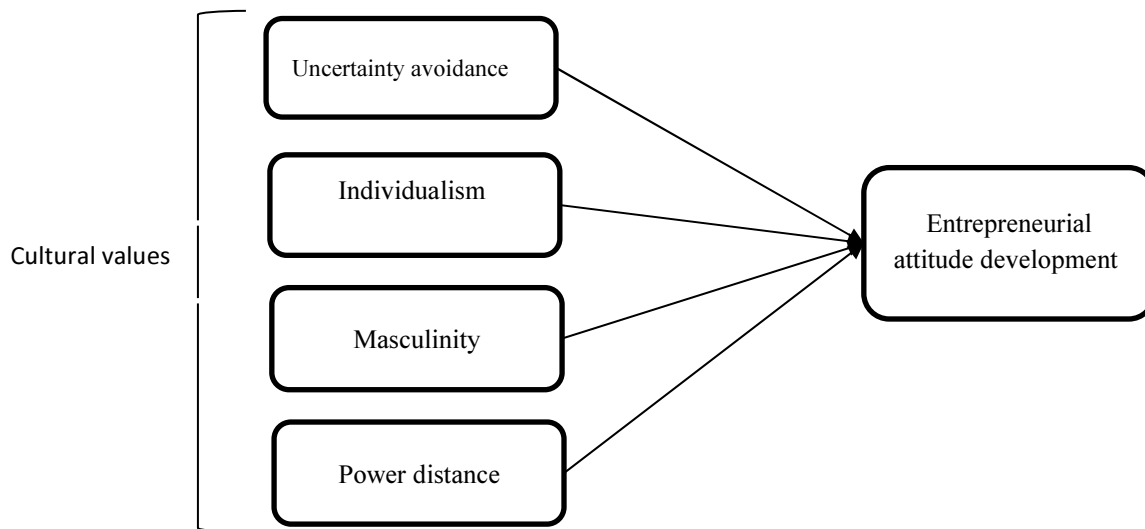 Cultural values
Uncertainty avoidance
Individualism
Masculinity
Power distance
Entrepreneurial
attitude development